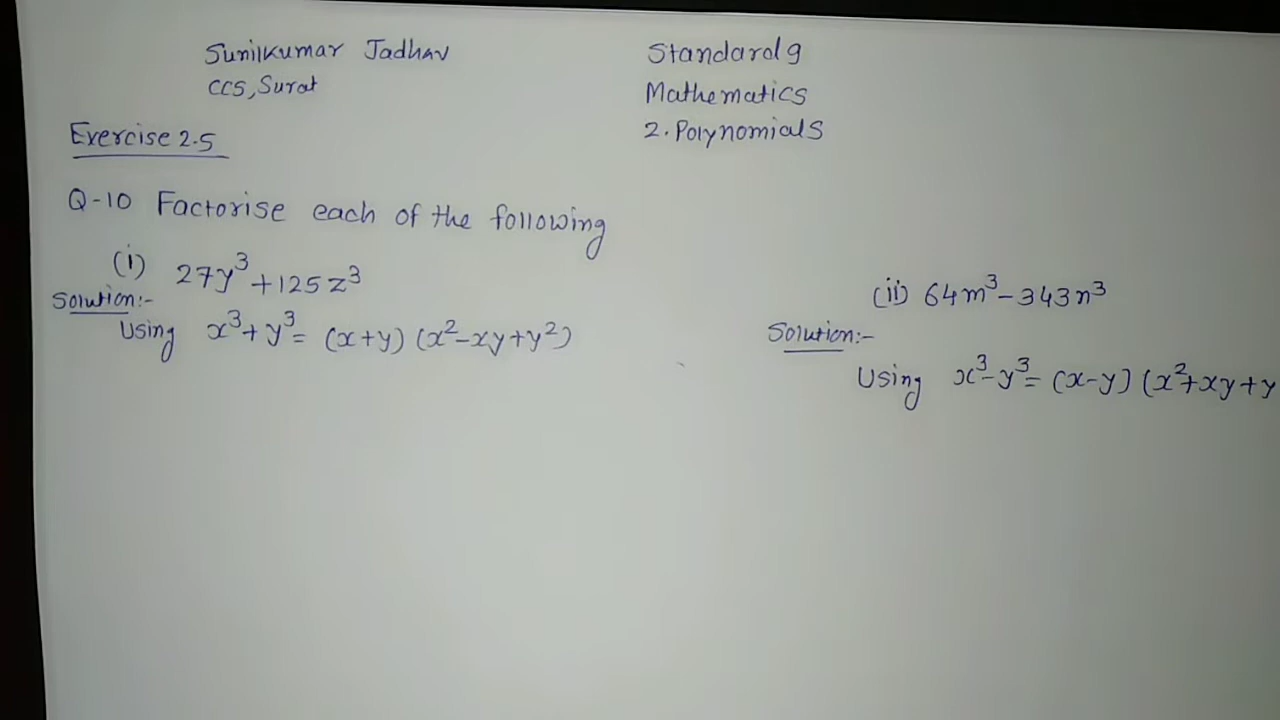 Sunilkumar Jadhav
CCS, Surat
Standard 9
Mathematics
2. Polynomials
Exercise 2.5
Q-10 Factorise each of the following
(i) 27y³ + 125z³
Solution:-
Using x³ + y³ = (x+y) (x² - xy + y²)
(ii) 64m³ - 343n³
Solution:-
Using x³ - y³ = (x-y) (x² + xy + y